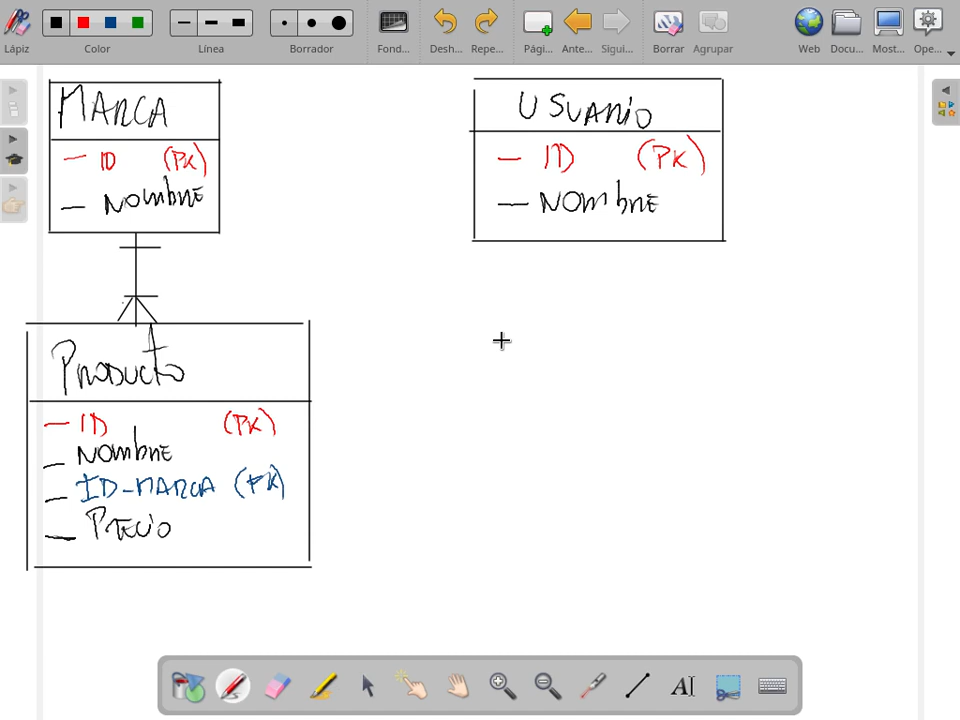 Lápiz Color Línea Borrador Fond... Desh... Repe... Pági... Ante... Sigui... Borrar Agrupar Web Docu... Most... Ope...
MARCA
- ID (PK)
- NOmbRE
USUARIO
- ID (PK)
- NOmbRE
PRODUCTO
- ID (PK)
- NOmbRE
- ID-MARCA (FK)
- PRECIO
AI